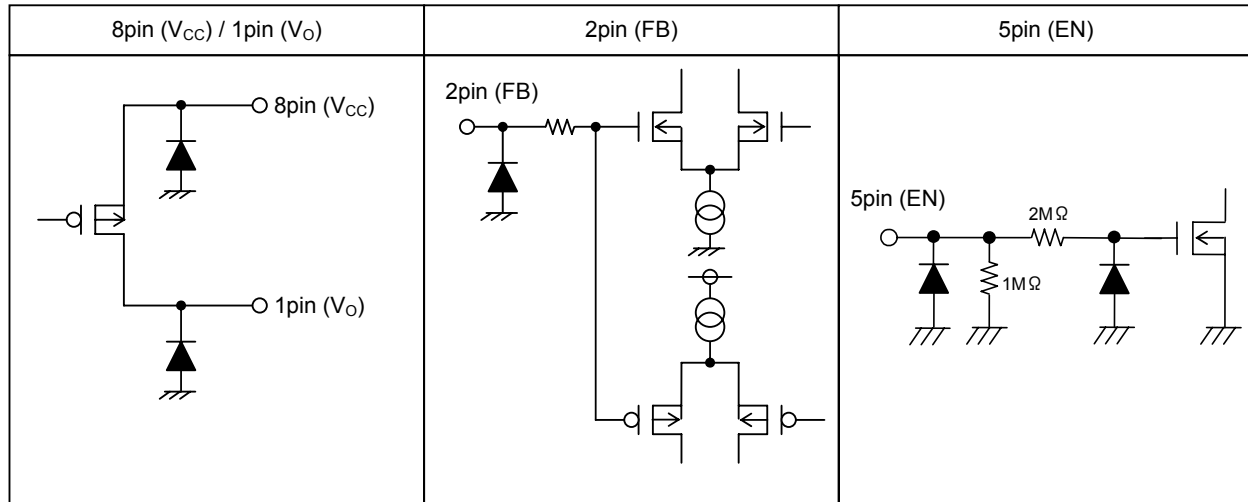 8pin (VCC) / 1pin (VO)
2pin (FB)
5pin (EN)
8pin (VCC)
1pin (VO)
2pin (FB)
5pin (EN)
2MΩ
1MΩ